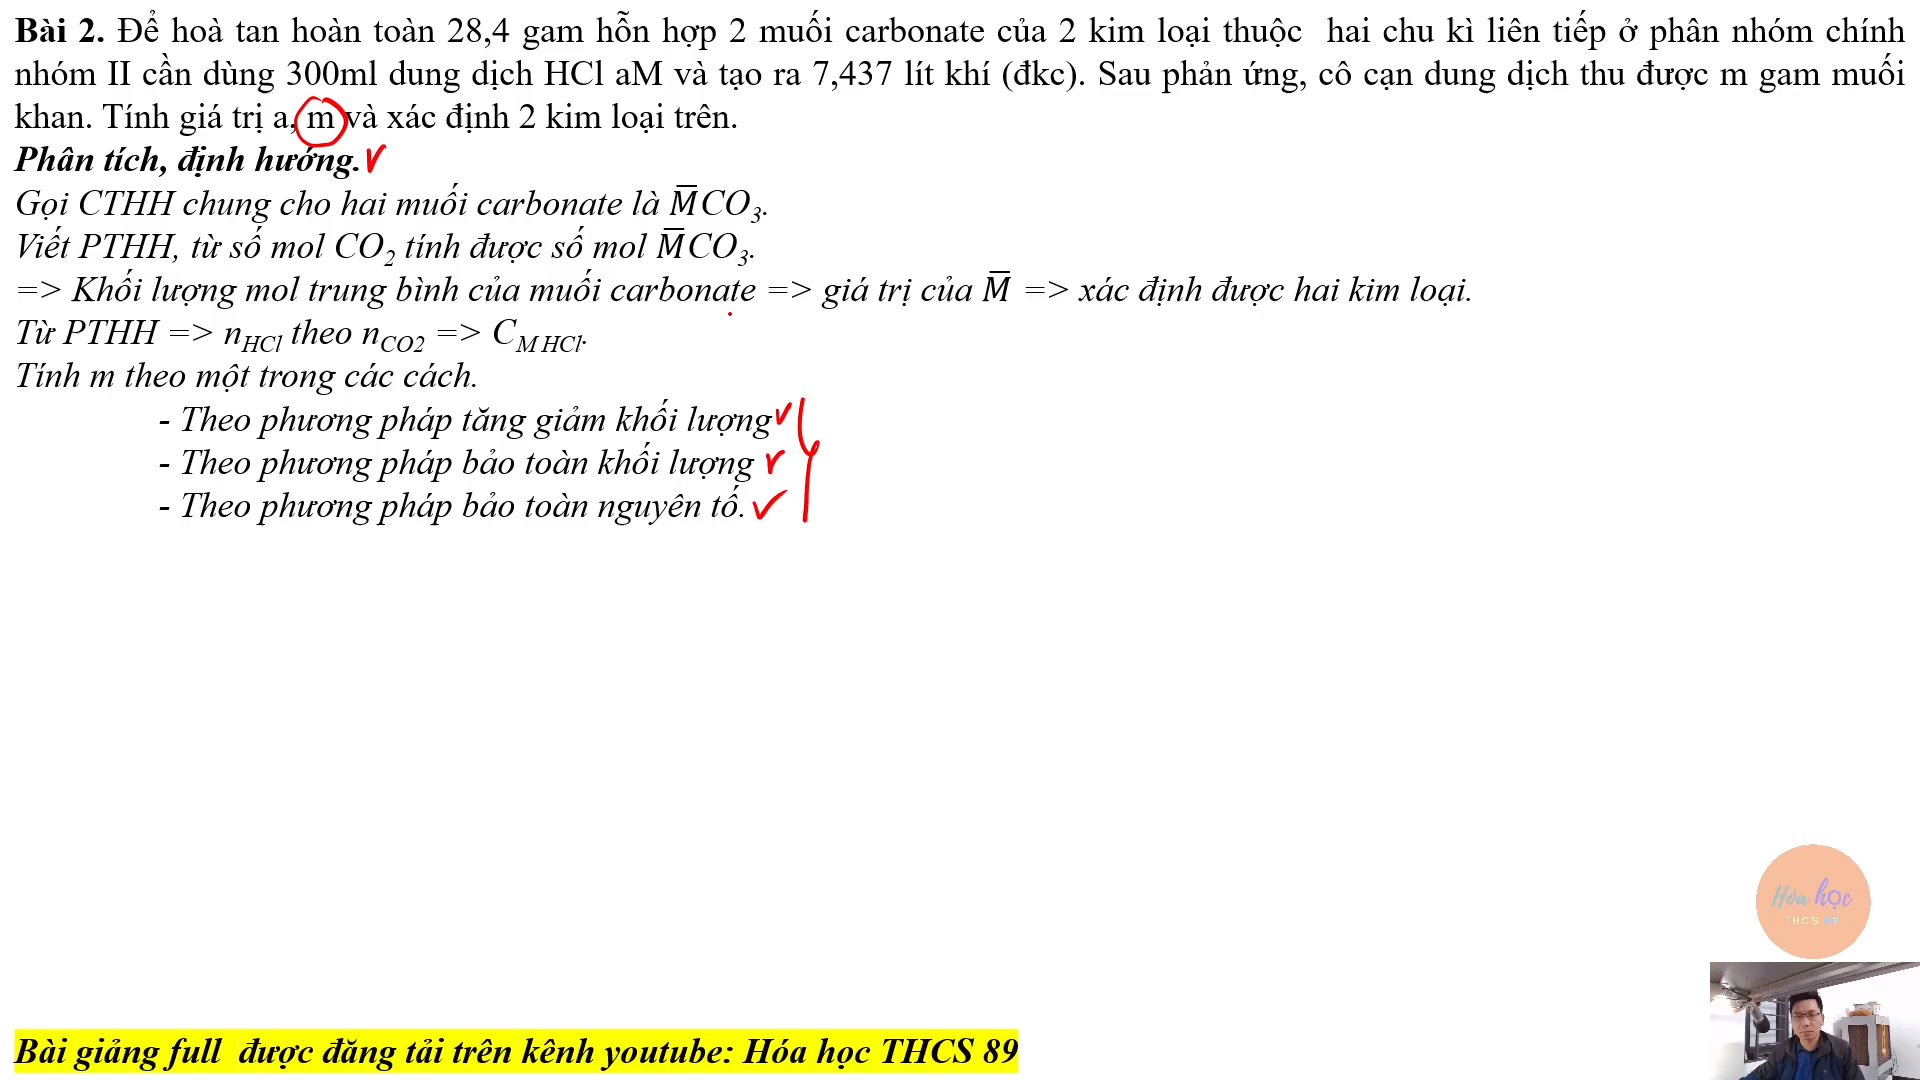 Bài 2. Để hoà tan hoàn toàn 28,4 gam hỗn hợp 2 muối carbonate của 2 kim loại thuộc hai chu kì liên tiếp ở phân nhóm chính
nhóm II cần dùng 300ml dung dịch HCl aM và tạo ra 7,437 lít khí (đkc). Sau phản ứng, cô cạn dung dịch thu được m gam muối
khan. Tính giá trị a, m và xác định 2 kim loại trên.
Phân tích, định hướng.
Gọi CTHH chung cho hai muối carbonate là M̅CO₃.
Viết PTHH, từ số mol CO₂ tính được số mol M̅CO₃.
=> Khối lượng mol trung bình của muối carbonate => giá trị của M̅ => xác định được hai kim loại.
Từ PTHH => n_HCl theo n_CO2 => C_M HCl.
Tính m theo một trong các cách.
- Theo phương pháp tăng giảm khối lượng
- Theo phương pháp bảo toàn khối lượng
- Theo phương pháp bảo toàn nguyên tố.
Hóa học
THCS 89
Bài giảng full được đăng tải trên kênh youtube: Hóa học THCS 89